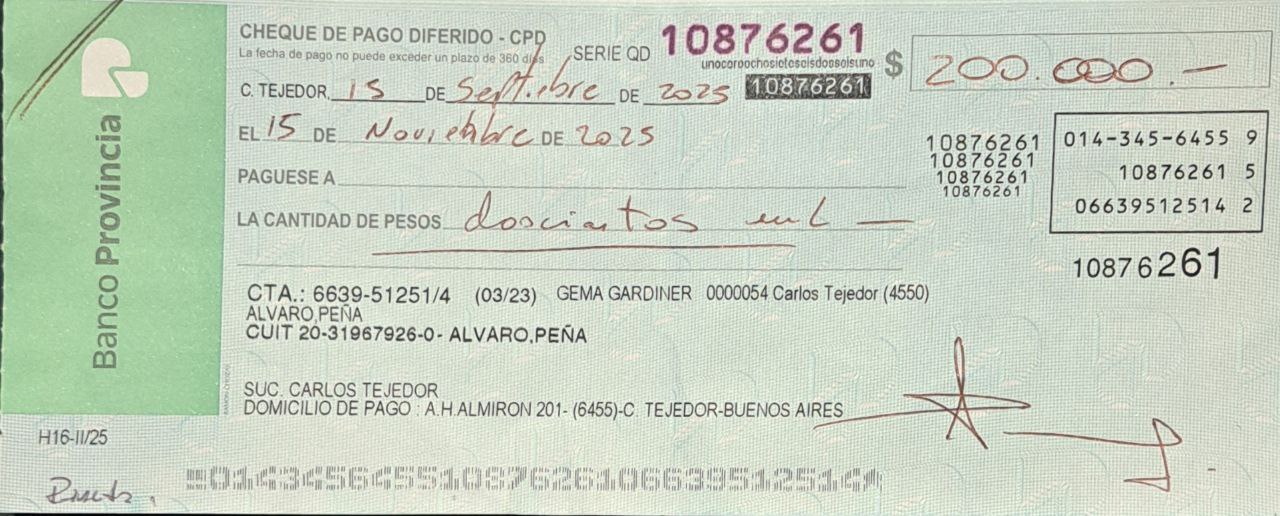 Banco Provincia
CHEQUE DE PAGO DIFERIDO - CPD
La fecha de pago no puede exceder un plazo de 360 días
SERIE QD 10876261
unoceroochosieteseisdosseisuno
10876261
$ 200.000.-
C. TEJEDOR, 15 DE Septiembre DE 2025
EL 15 DE Noviembre DE 2025
PAGUESE A
LA CANTIDAD DE PESOS doscientos mil
10876261
10876261
10876261
10876261
014-345-6455 9
10876261 5
06639512514 2
10876261
CTA.: 6639-51251/4 (03/23) GEMA GARDINER 0000054 Carlos Tejedor (4550)
ALVARO,PEÑA
CUIT 20-31967926-0- ALVARO,PEÑA
SUC. CARLOS TEJEDOR
DOMICILIO DE PAGO : A.H.ALMIRON 201- (6455)-C. TEJEDOR-BUENOS AIRES
H16-II/25
01434564551087626106639512514